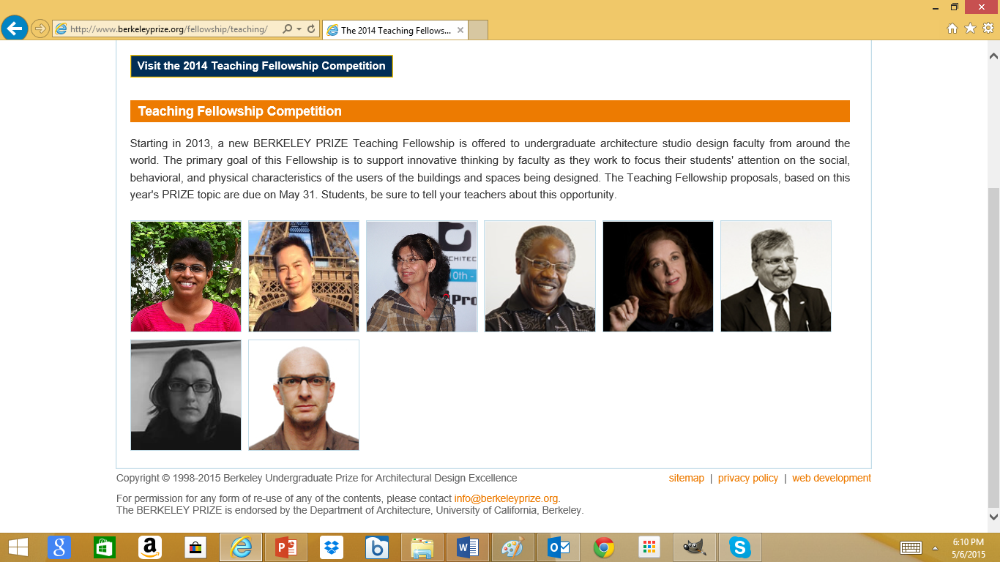 http://www.berkeleyprize.org/fellowship/teaching/
The 2014 Teaching Fellows...
Visit the 2014 Teaching Fellowship Competition
Teaching Fellowship Competition
Starting in 2013, a new BERKELEY PRIZE Teaching Fellowship is offered to undergraduate architecture studio design faculty from around the
world. The primary goal of this Fellowship is to support innovative thinking by faculty as they work to focus their students' attention on the social,
behavioral, and physical characteristics of the users of the buildings and spaces being designed. The Teaching Fellowship proposals, based on this
year's PRIZE topic are due on May 31. Students, be sure to tell your teachers about this opportunity.
CHITEC
10th -
Pro
Copyright © 1998-2015 Berkeley Undergraduate Prize for Architectural Design Excellence
sitemap | privacy policy | web development
For permission for any form of re-use of any of the contents, please contact info@berkeleyprize.org.
The BERKELEY PRIZE is endorsed by the Department of Architecture, University of California, Berkeley.
6:10 PM
5/6/2015